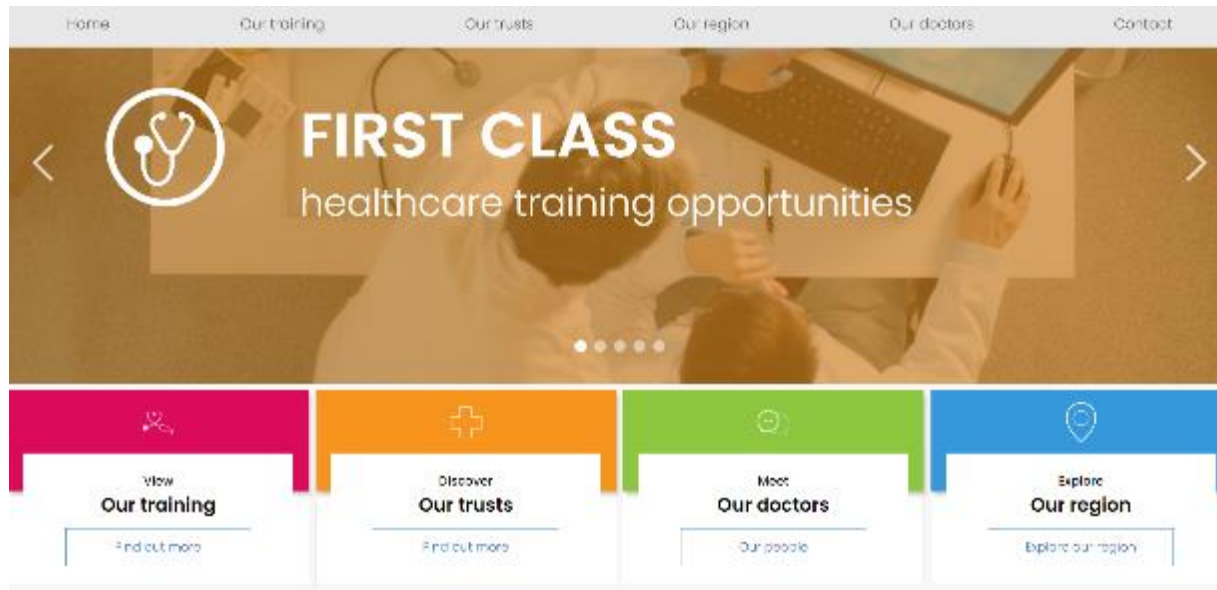 Home Our training Our trusts Our region Our doctors Contact
FIRST CLASS
healthcare training opportunities
View
Our training
Find out more
Discover
Our trusts
Find out more
Meet
Our doctors
Our people
Explore
Our region
Explore our region